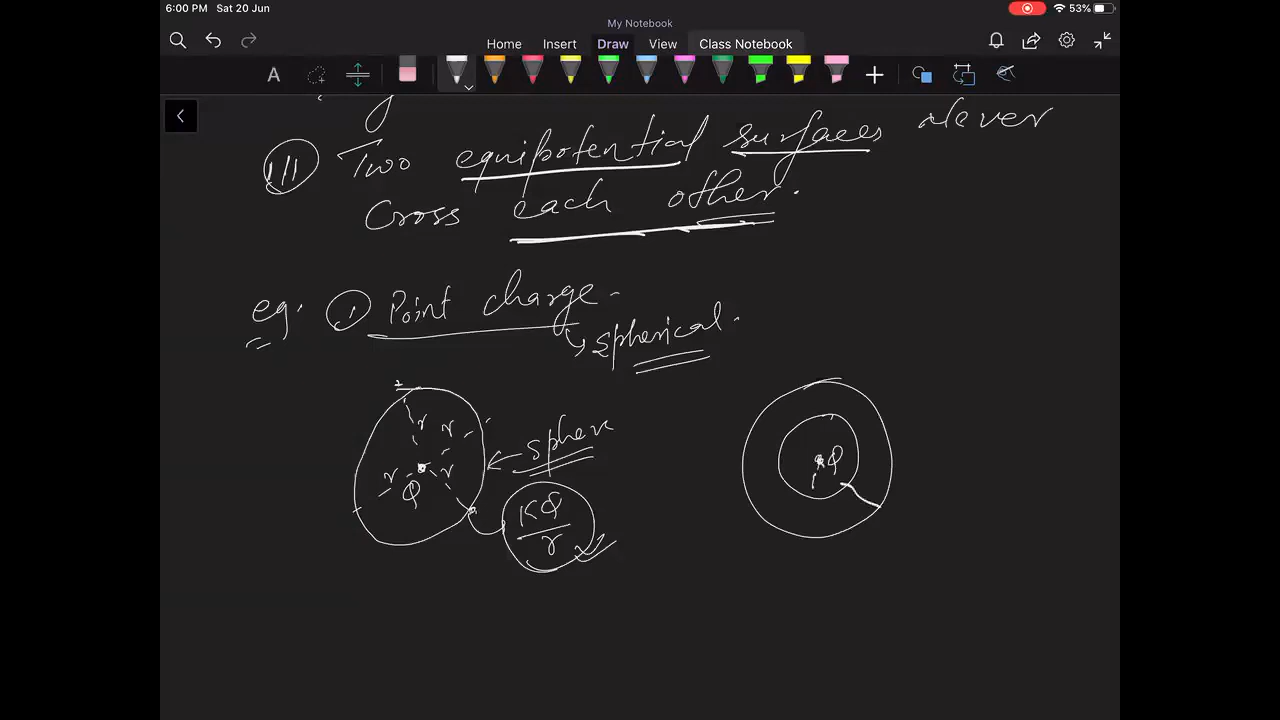 6:00 PM Sat 20 Jun
53%
My Notebook
Home Insert Draw View Class Notebook
A
III Two equipotential surfaces never
cross each other.
eg. 1 Point charge.
spherical.
r r
r r
Q
sphere
KQ
r
Q